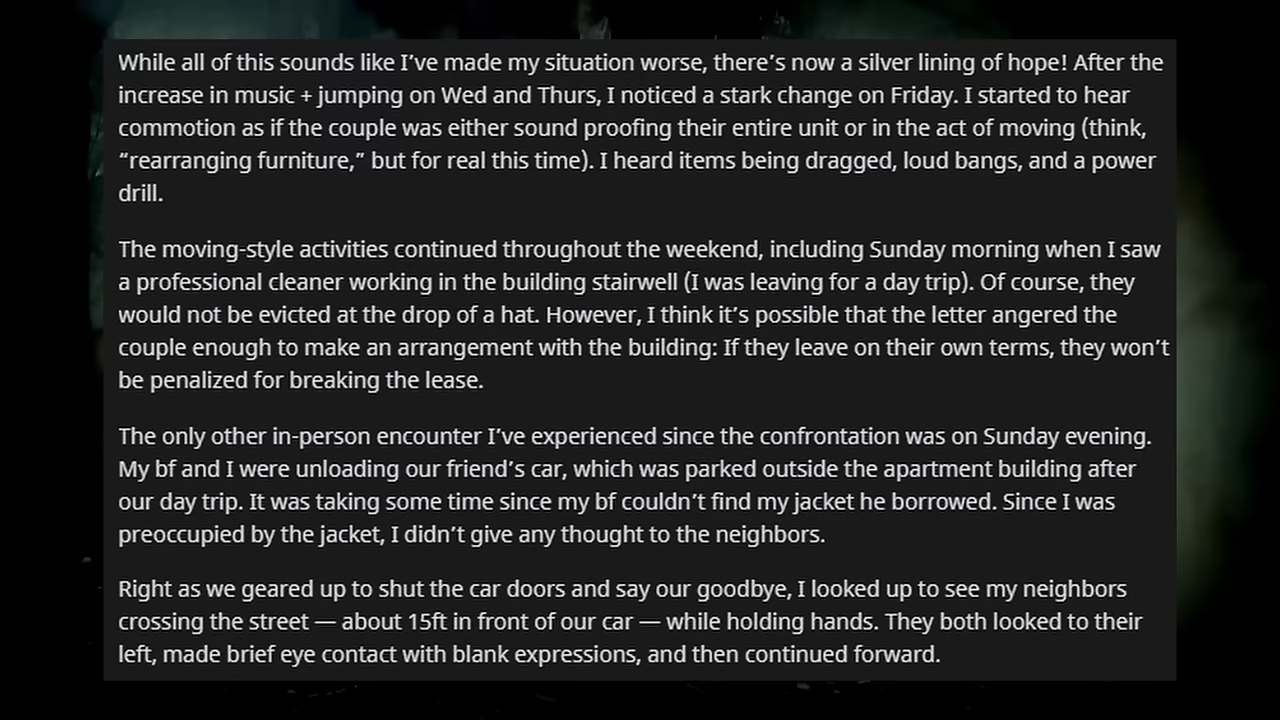 While all of this sounds like I’ve made my situation worse, there’s now a silver lining of hope! After the
increase in music + jumping on Wed and Thurs, I noticed a stark change on Friday. I started to hear
commotion as if the couple was either sound proofing their entire unit or in the act of moving (think,
“rearranging furniture,” but for real this time). I heard items being dragged, loud bangs, and a power
drill.
The moving-style activities continued throughout the weekend, including Sunday morning when I saw
a professional cleaner working in the building stairwell (I was leaving for a day trip). Of course, they
would not be evicted at the drop of a hat. However, I think it’s possible that the letter angered the
couple enough to make an arrangement with the building: If they leave on their own terms, they won’t
be penalized for breaking the lease.
The only other in-person encounter I’ve experienced since the confrontation was on Sunday evening.
My bf and I were unloading our friend’s car, which was parked outside the apartment building after
our day trip. It was taking some time since my bf couldn’t find my jacket he borrowed. Since I was
preoccupied by the jacket, I didn’t give any thought to the neighbors.
Right as we geared up to shut the car doors and say our goodbye, I looked up to see my neighbors
crossing the street — about 15ft in front of our car — while holding hands. They both looked to their
left, made brief eye contact with blank expressions, and then continued forward.